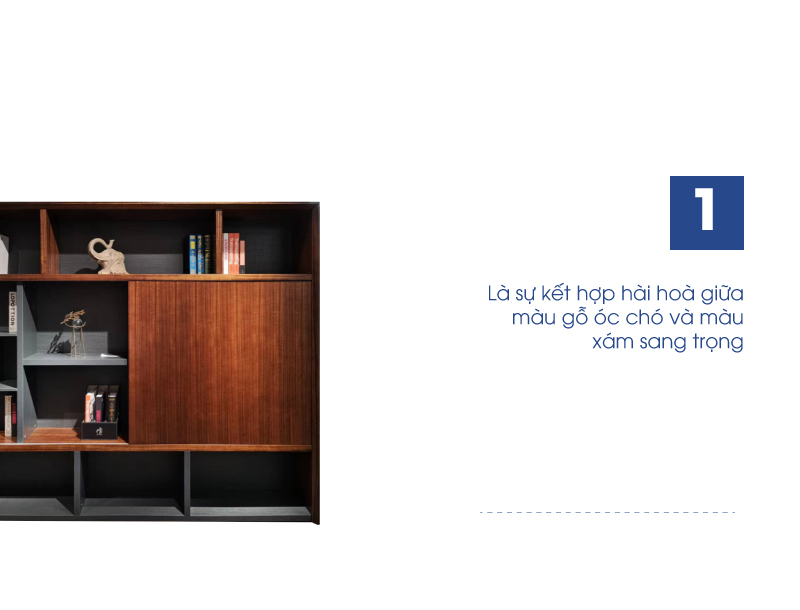 1
Là sự kết hợp hài hoà giữa
màu gỗ óc chó và màu
xám sang trọng